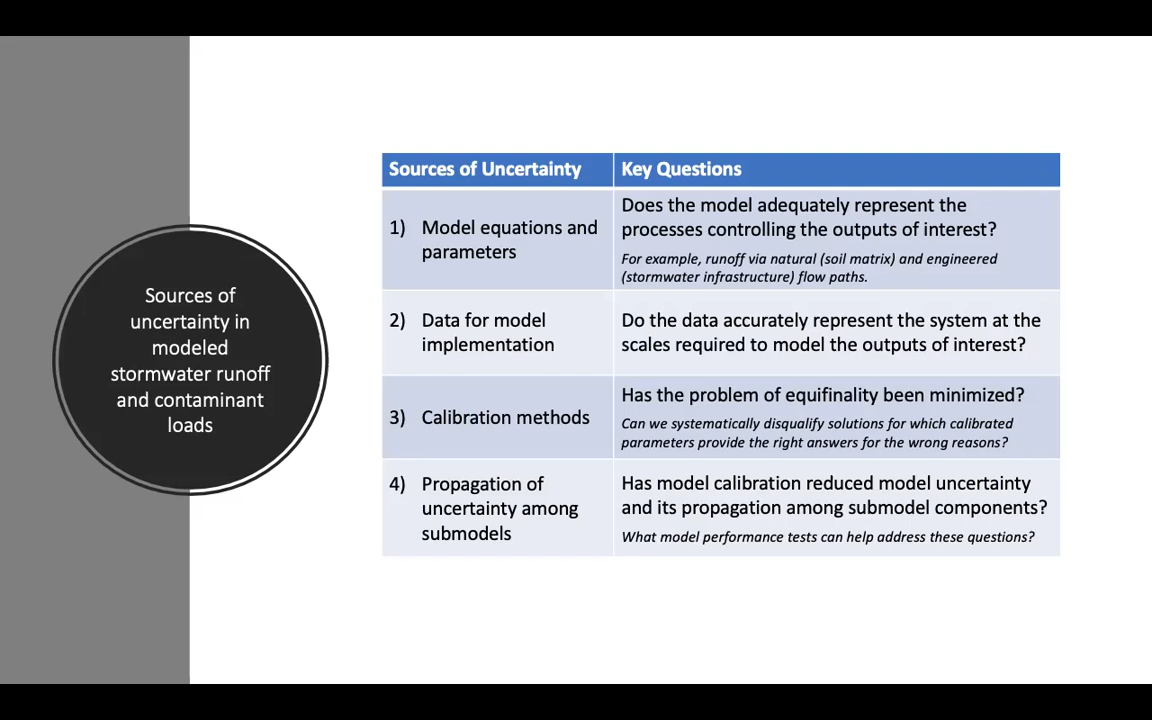 Sources of
uncertainty in
modeled
stormwater runoff
and contaminant
loads
Sources of Uncertainty
Key Questions
1) Model equations and
parameters
Does the model adequately represent the
processes controlling the outputs of interest?
For example, runoff via natural (soil matrix) and engineered
(stormwater infrastructure) flow paths.
2) Data for model
implementation
Do the data accurately represent the system at the
scales required to model the outputs of interest?
3) Calibration methods
Has the problem of equifinality been minimized?
Can we systematically disqualify solutions for which calibrated
parameters provide the right answers for the wrong reasons?
4) Propagation of
uncertainty among
submodels
Has model calibration reduced model uncertainty
and its propagation among submodel components?
What model performance tests can help address these questions?